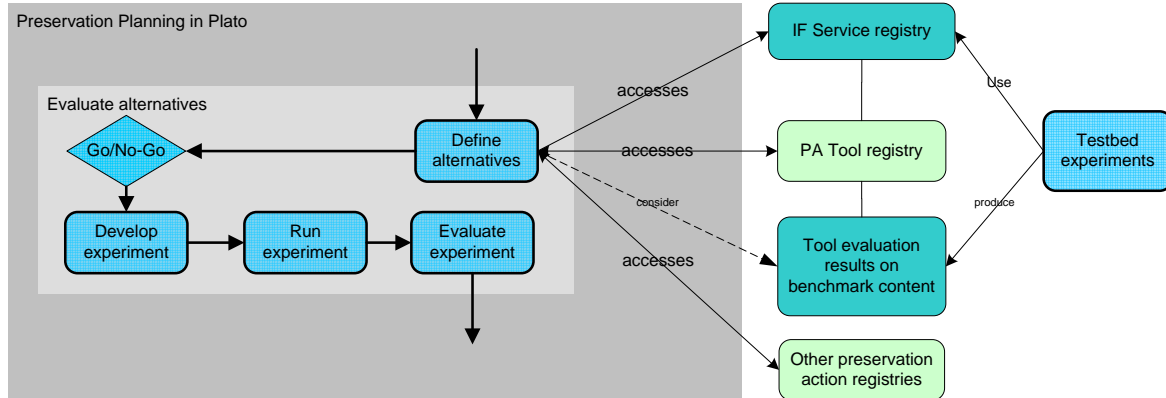 Preservation Planning in Plato
Evaluate alternatives
Go/No-Go
Define
alternatives
Develop
experiment
Run
experiment
Evaluate
experiment
accesses
accesses
consider
accesses
IF Service registry
PA Tool registry
Tool evaluation
results on
benchmark content
Other preservation
action registries
Use
produce
Testbed
experiments